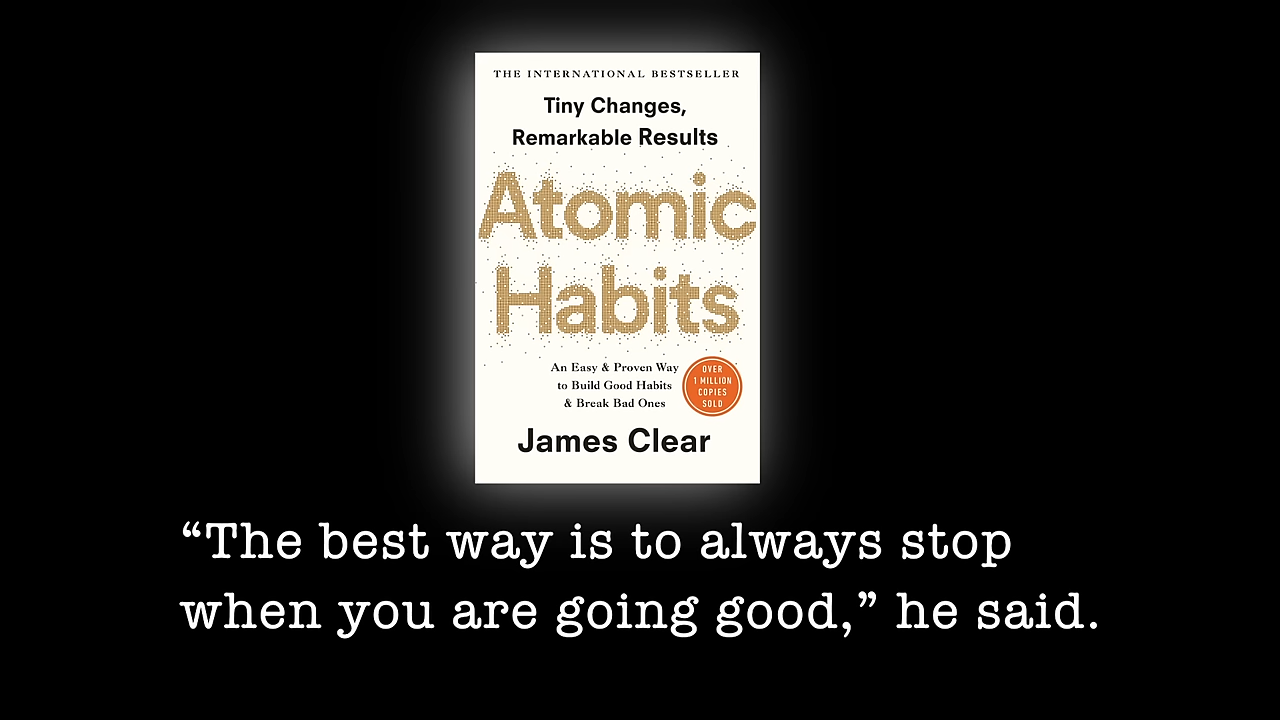 THE INTERNATIONAL BESTSELLER
Tiny Changes,
Remarkable Results
Atomic
Habits
An Easy & Proven Way
to Build Good Habits
& Break Bad Ones
OVER
1 MILLION
COPIES
SOLD
James Clear
“The best way is to always stop
when you are going good,” he said.